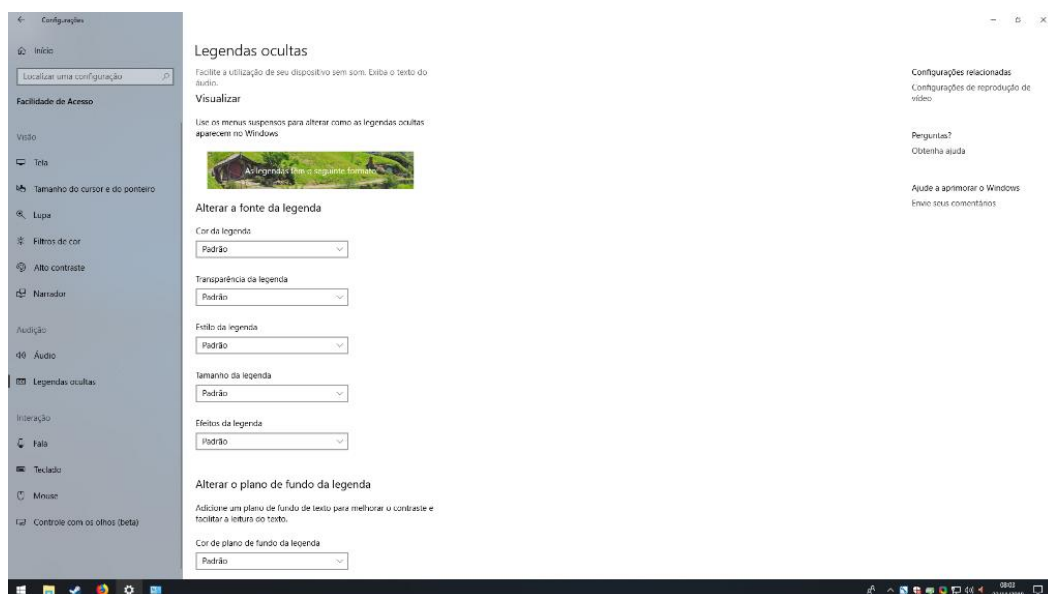 Configurações
Início
Localizar uma configuração
Facilidade de Acesso
Visão
Tela
Tamanho do cursor e do ponteiro
Lupa
Filtros de cor
Alto contraste
Narrador
Audição
Áudio
Legendas ocultas
Interação
Fala
Teclado
Mouse
Controle com os olhos (beta)
Legendas ocultas
Facilite a utilização de seu dispositivo sem som. Exiba o texto do
áudio.
Visualizar
Use os menus suspensos para alterar como as legendas ocultas
aparecem no Windows
As legendas têm o seguinte formato.
Alterar a fonte da legenda
Cor da legenda
Padrão
Transparência da legenda
Padrão
Estilo da legenda
Padrão
Tamanho da legenda
Padrão
Efeitos da legenda
Padrão
Alterar o plano de fundo da legenda
Adicione um plano de fundo de texto para melhorar o contraste e
facilitar a leitura do texto.
Cor de plano de fundo da legenda
Padrão
Configurações relacionadas
Configurações de reprodução de
vídeo
Perguntas?
Obtenha ajuda
Ajude a aprimorar o Windows
Envie seus comentários
08:03